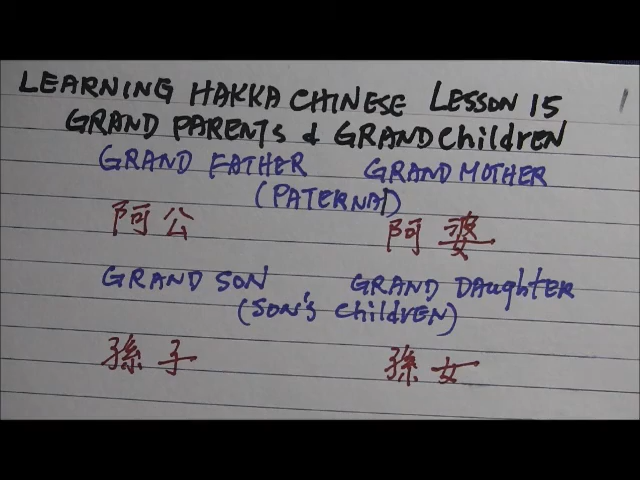 LEARNING HAKKA CHINESE LESSON 15
GRAND PARENTS & GRANDChildREN
GRAND FATHER GRAND MOTHER
(PATERNAL)
阿公 阿婆
GRAND SON GRAND DAughtER
(SON'S ChildREN)
孫子 孫女